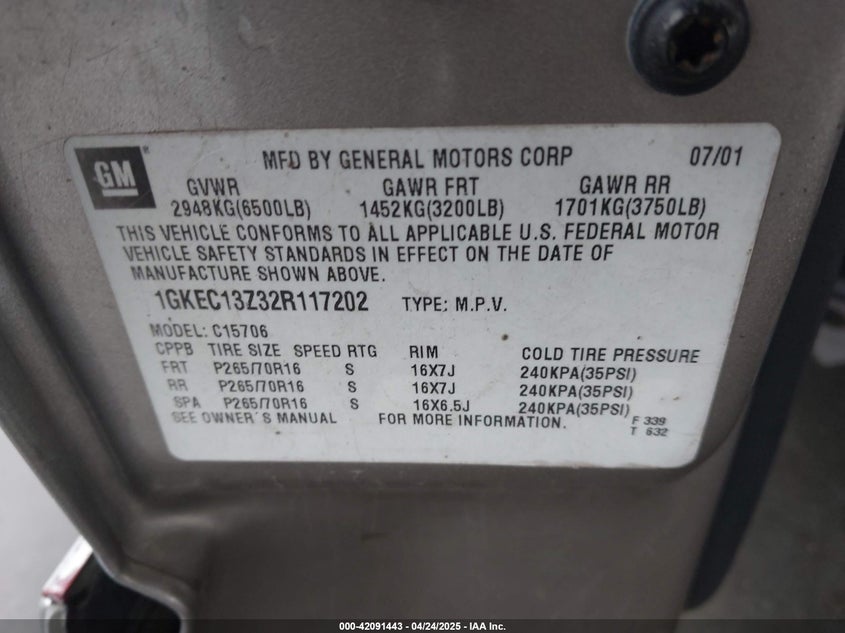 GM®
MFD BY GENERAL MOTORS CORP 07/01
GVWR GAWR FRT GAWR RR
2948KG(6500LB) 1452KG(3200LB) 1701KG(3750LB)
THIS VEHICLE CONFORMS TO ALL APPLICABLE U.S. FEDERAL MOTOR
VEHICLE SAFETY STANDARDS IN EFFECT ON THE DATE OF
MANUFACTURE SHOWN ABOVE.
1GKEC13Z32R117202 TYPE: M.P.V.
MODEL: C15706
CPPB TIRE SIZE SPEED RTG RIM COLD TIRE PRESSURE
FRT P265/70R16 S 16X7J 240KPA(35PSI)
RR P265/70R16 S 16X7J 240KPA(35PSI)
SPA P265/70R16 S 16X6.5J 240KPA(35PSI)
SEE OWNER'S MANUAL FOR MORE INFORMATION. F 339
T 632
000-42091443 / 04/24/2025 - IAA Inc.